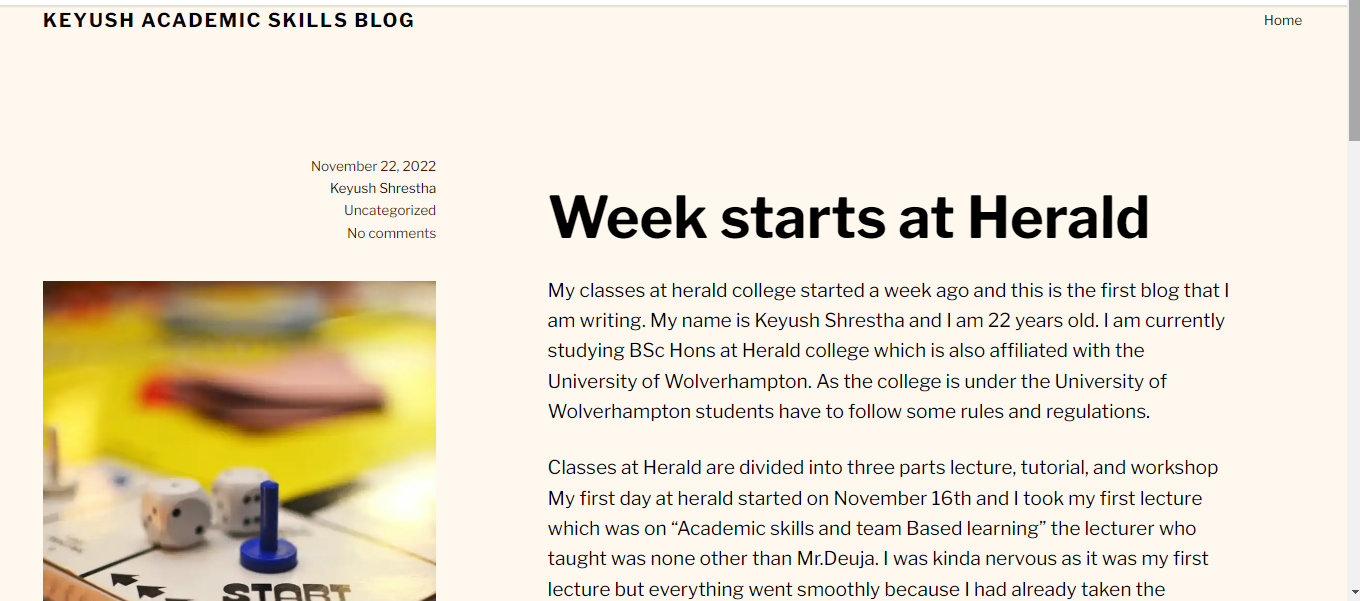 KEYUSH ACADEMIC SKILLS BLOG
Home
November 22, 2022
Keyush Shrestha
Uncategorized
No comments
START
Week starts at Herald
My classes at herald college started a week ago and this is the first blog that I
am writing. My name is Keyush Shrestha and I am 22 years old. I am currently
studying BSc Hons at Herald college which is also affiliated with the
University of Wolverhampton. As the college is under the University of
Wolverhampton students have to follow some rules and regulations.
Classes at Herald are divided into three parts lecture, tutorial, and workshop
My first day at herald started on November 16th and I took my first lecture
which was on “Academic skills and team Based learning” the lecturer who
taught was none other than Mr.Deuja. I was kinda nervous as it was my first
lecture but everything went smoothly because I had already taken the